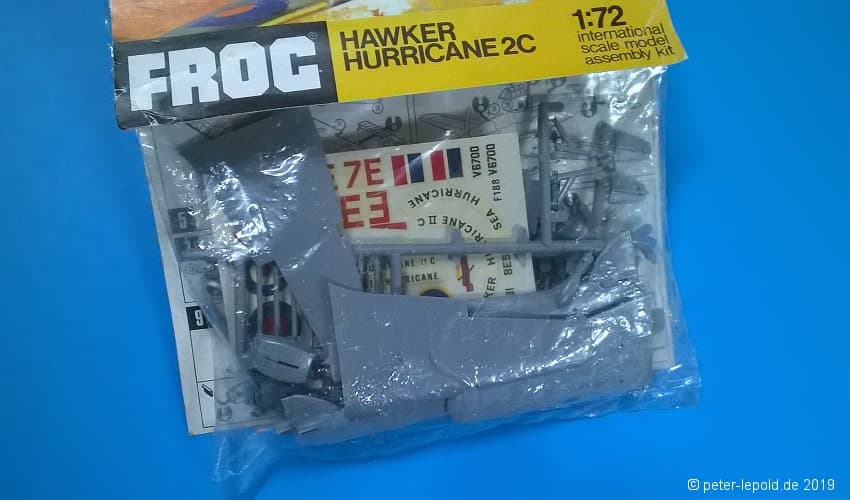 FROG
HAWKER
HURRICANE 2C
1:72
international
scale model
assembly kit
7E
V6700
V6700
F188
HURRICANE
SEA
II C
HURRICANE
© peter-lepold.de 2019